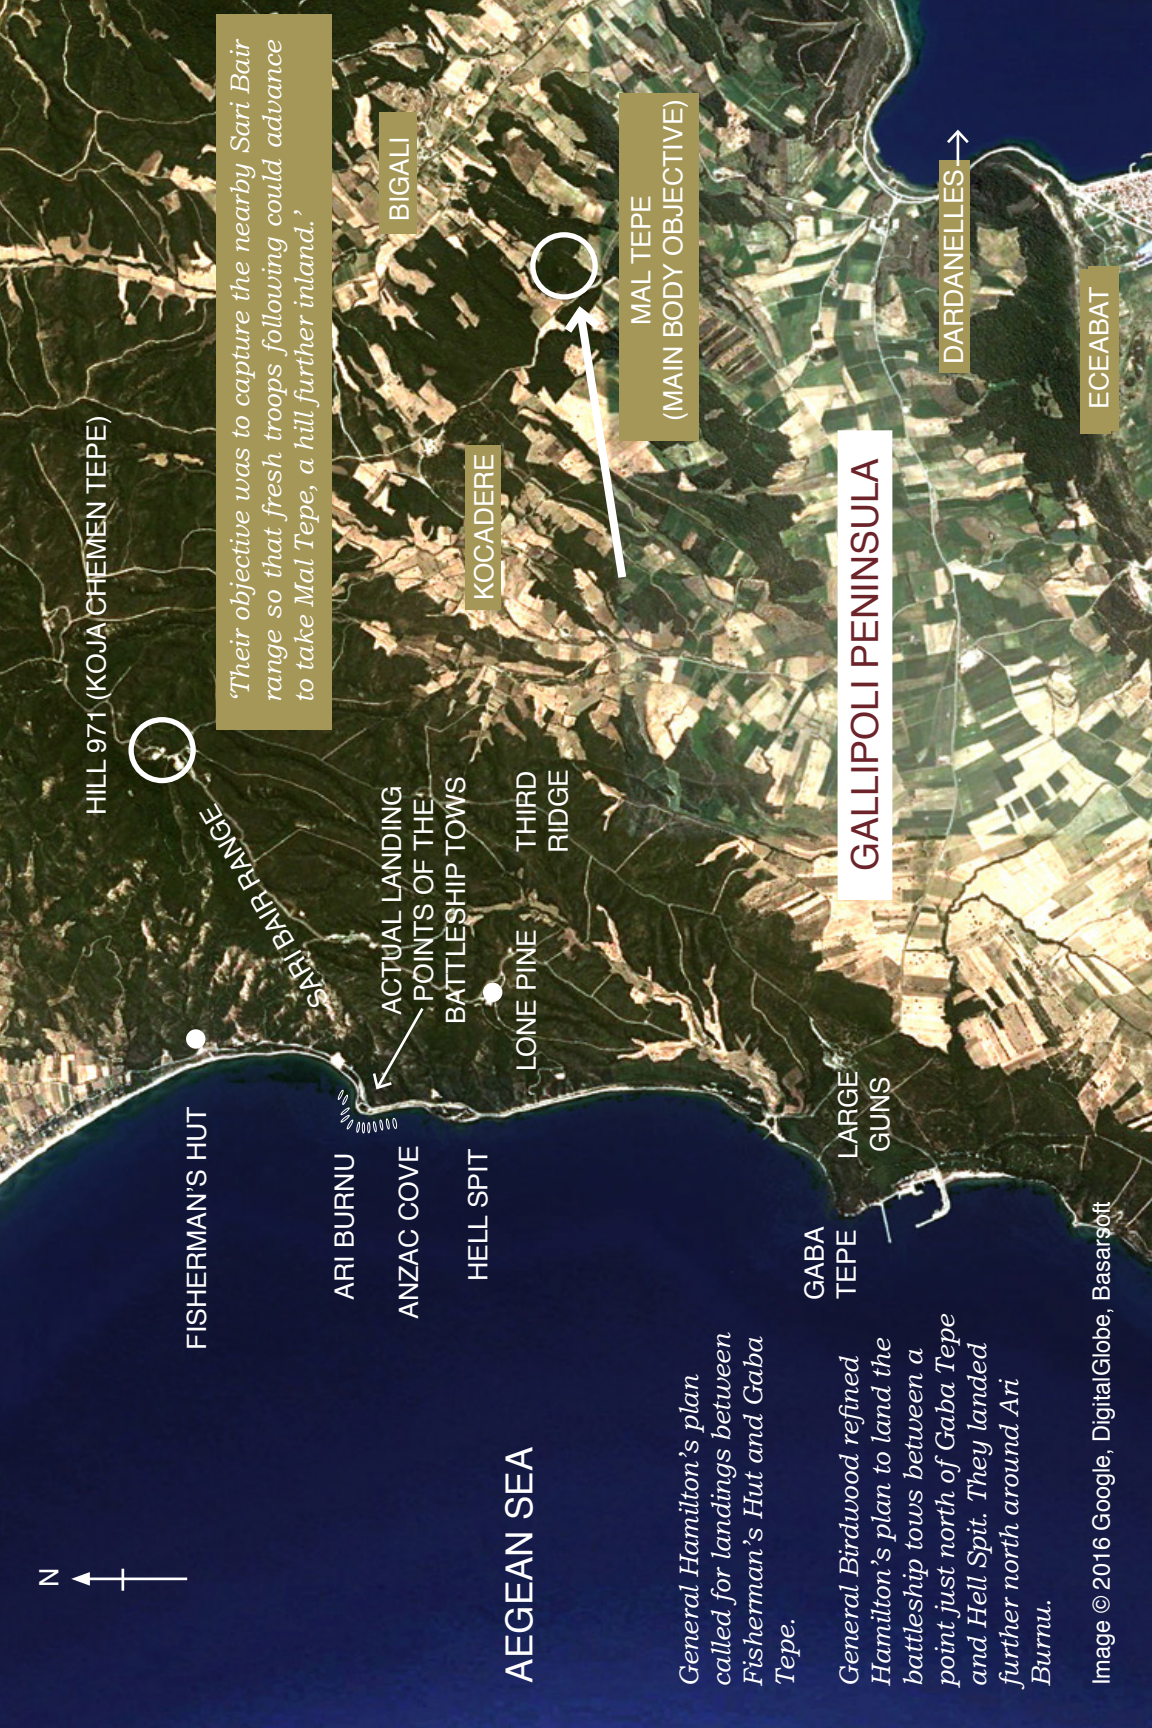 N
HILL 971 (KOJA CHEMEN TEPE)
FISHERMAN’S HUT
SARI BAIR RANGE
‘Their objective was to capture the nearby Sari Bair
range so that fresh troops following could advance
to take Mal Tepe, a hill further inland.’
ARI BURNU
ANZAC COVE
HELL SPIT
ACTUAL LANDING
POINTS OF THE
BATTLESHIP TOWS
BIGALI
KOCADERE
LONE PINE
THIRD
RIDGE
AEGEAN SEA
MAL TEPE
(MAIN BODY OBJECTIVE)
General Hamilton’s plan
called for landings between
Fisherman’s Hut and Gaba
Tepe.
GABA
TEPE
LARGE
GUNS
GALLIPOLI PENINSULA
DARDANELLES
General Birdwood refined
Hamilton’s plan to land the
battleship tows between a
point just north of Gaba Tepe
and Hell Spit. They landed
further north around Ari
Burnu.
ECEABAT
Image © 2016 Google, DigitalGlobe, Basarsoft